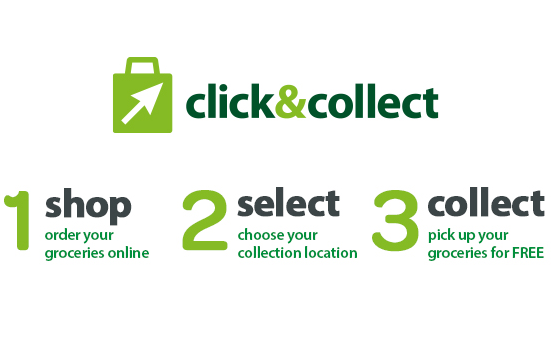 click&collect
1 shop
order your
groceries online
2 select
choose your
collection location
3 collect
pick up your
groceries for FREE